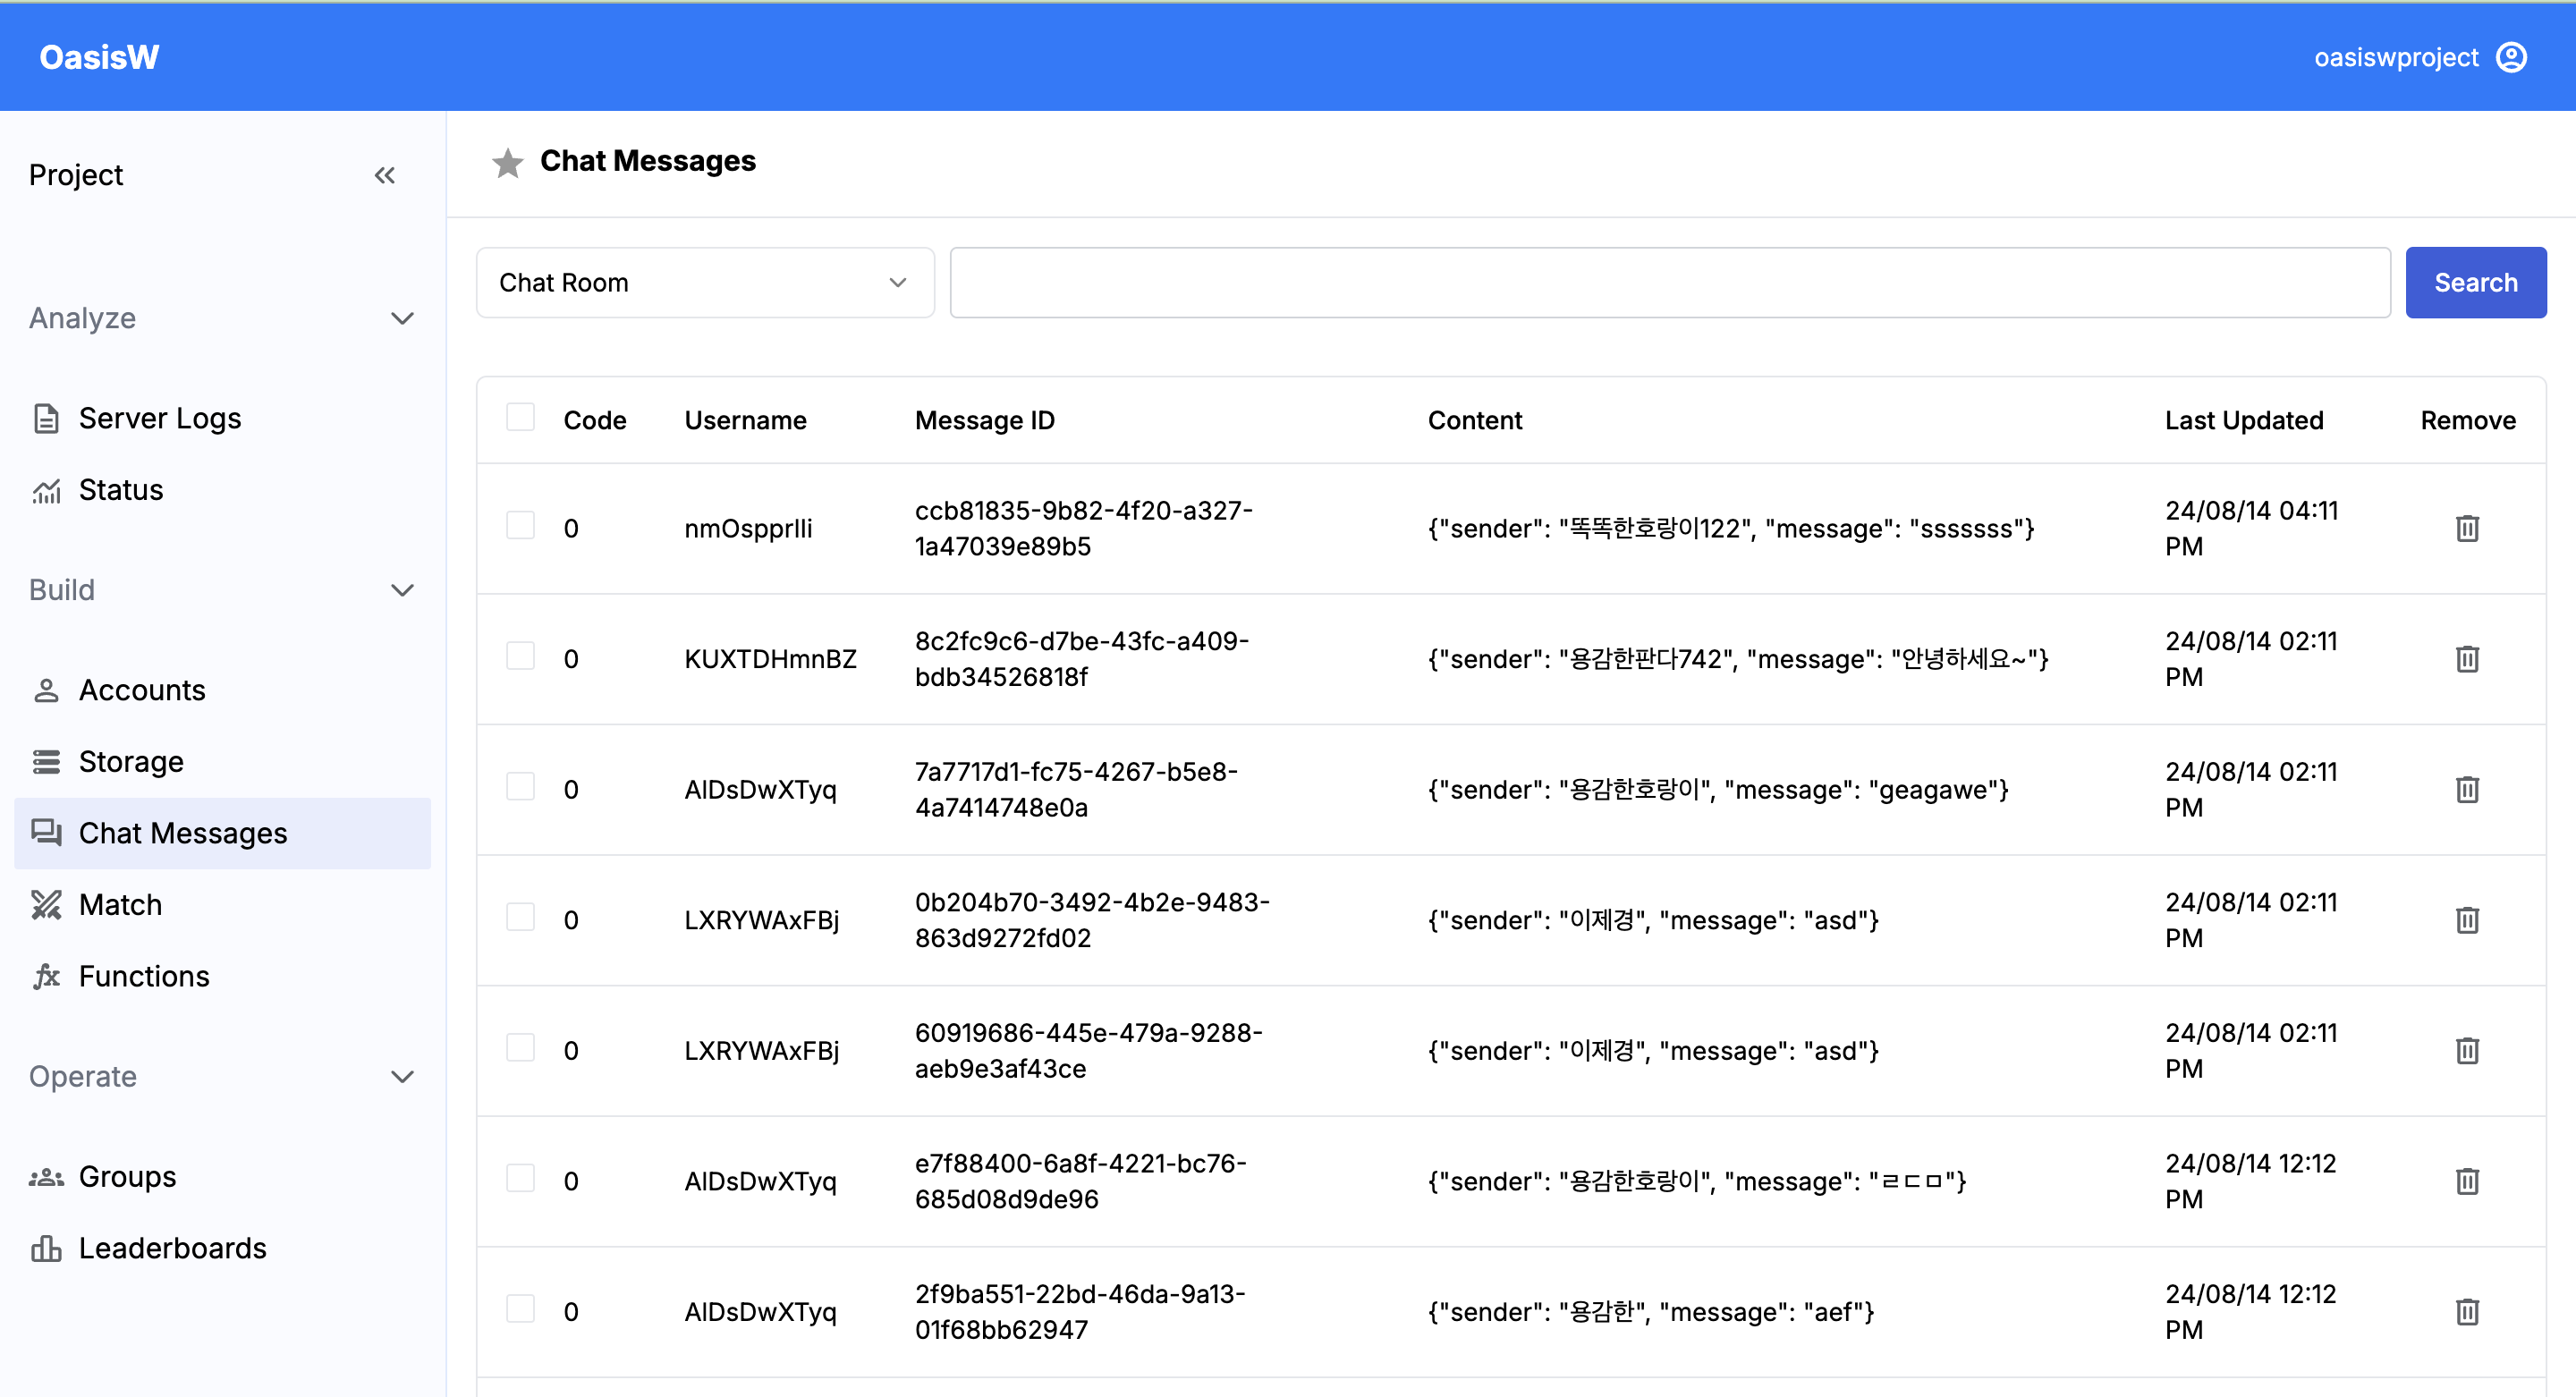 OasisW
oasiswproject
Project
Analyze
Server Logs
Status
Build
Accounts
Storage
Chat Messages
Match
Functions
Operate
Groups
Leaderboards
Chat Messages
Chat Room
Search
Code Username Message ID Content Last Updated Remove
0 nmOspprlli ccb81835-9b82-4f20-a327-1a47039e89b5 {"sender": "똑똑한호랑이122", "message": "sssssss"} 24/08/14 04:11 PM
0 KUXTDHmnBZ 8c2fc9c6-d7be-43fc-a409-bdb34526818f {"sender": "용감한판다742", "message": "안녕하세요~"} 24/08/14 02:11 PM
0 AlDsDwXTyq 7a7717d1-fc75-4267-b5e8-4a7414748e0a {"sender": "용감한호랑이", "message": "geagawe"} 24/08/14 02:11 PM
0 LXRYWAxFBj 0b204b70-3492-4b2e-9483-863d9272fd02 {"sender": "이제경", "message": "asd"} 24/08/14 02:11 PM
0 LXRYWAxFBj 60919686-445e-479a-9288-aeb9e3af43ce {"sender": "이제경", "message": "asd"} 24/08/14 02:11 PM
0 AlDsDwXTyq e7f88400-6a8f-4221-bc76-685d08d9de96 {"sender": "용감한호랑이", "message": "ㄹㄷㅁ"} 24/08/14 12:12 PM
0 AlDsDwXTyq 2f9ba551-22bd-46da-9a13-01f68bb62947 {"sender": "용감한", "message": "aef"} 24/08/14 12:12 PM